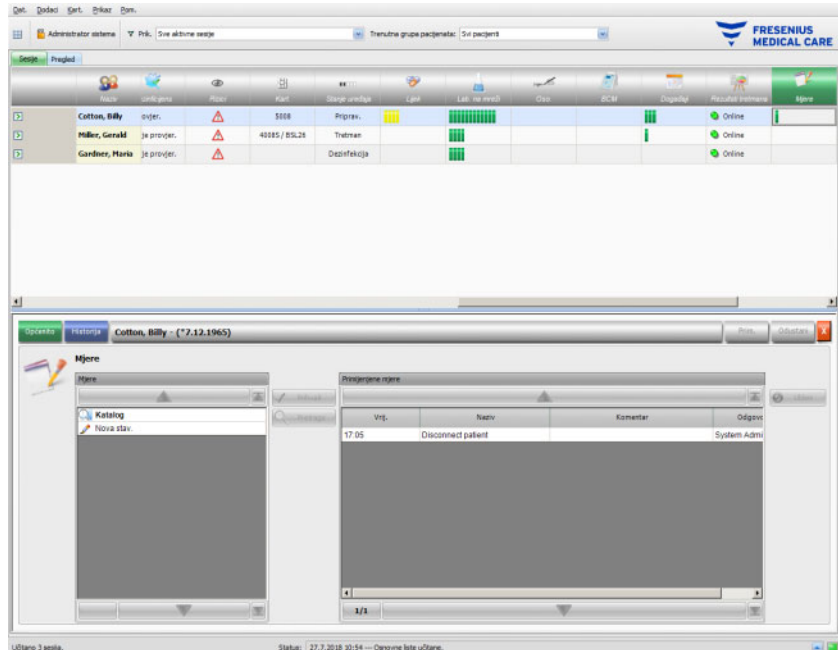 Dat. Dodaci Kart. Prikaz Pom.
Administrator sistema Prik. Sve aktivne sesije Trenutna grupa pacijenata: Svi pacijenti
FRESENIUS
MEDICAL CARE
Sesije Pregled
Naziv Rizici Kart Stanje uređaja Lijek Lab. na mreži Oso BCM Događaji Rezultati tretmana Mjere
Cotton, Billy ovjer. 5008 Priprav. Online
Miller, Gerald je provjer. 4008S / BSL26 Tretman Online
Gardner, Maria je provjer. Dezinfekcija Online
Općenito Historija Cotton, Billy - (*7.12.1965) Prim. Odustani X
Mjere
Mjere Primijenjene mjere
Katalog
Nova stav.
Vrij. Naziv Komentar Odgovo
17:05 Disconnect patient System Admi
1/1
Učitano 3 sesija. Status: 27.7.2018 10:54 --- Osnovne liste učitane.